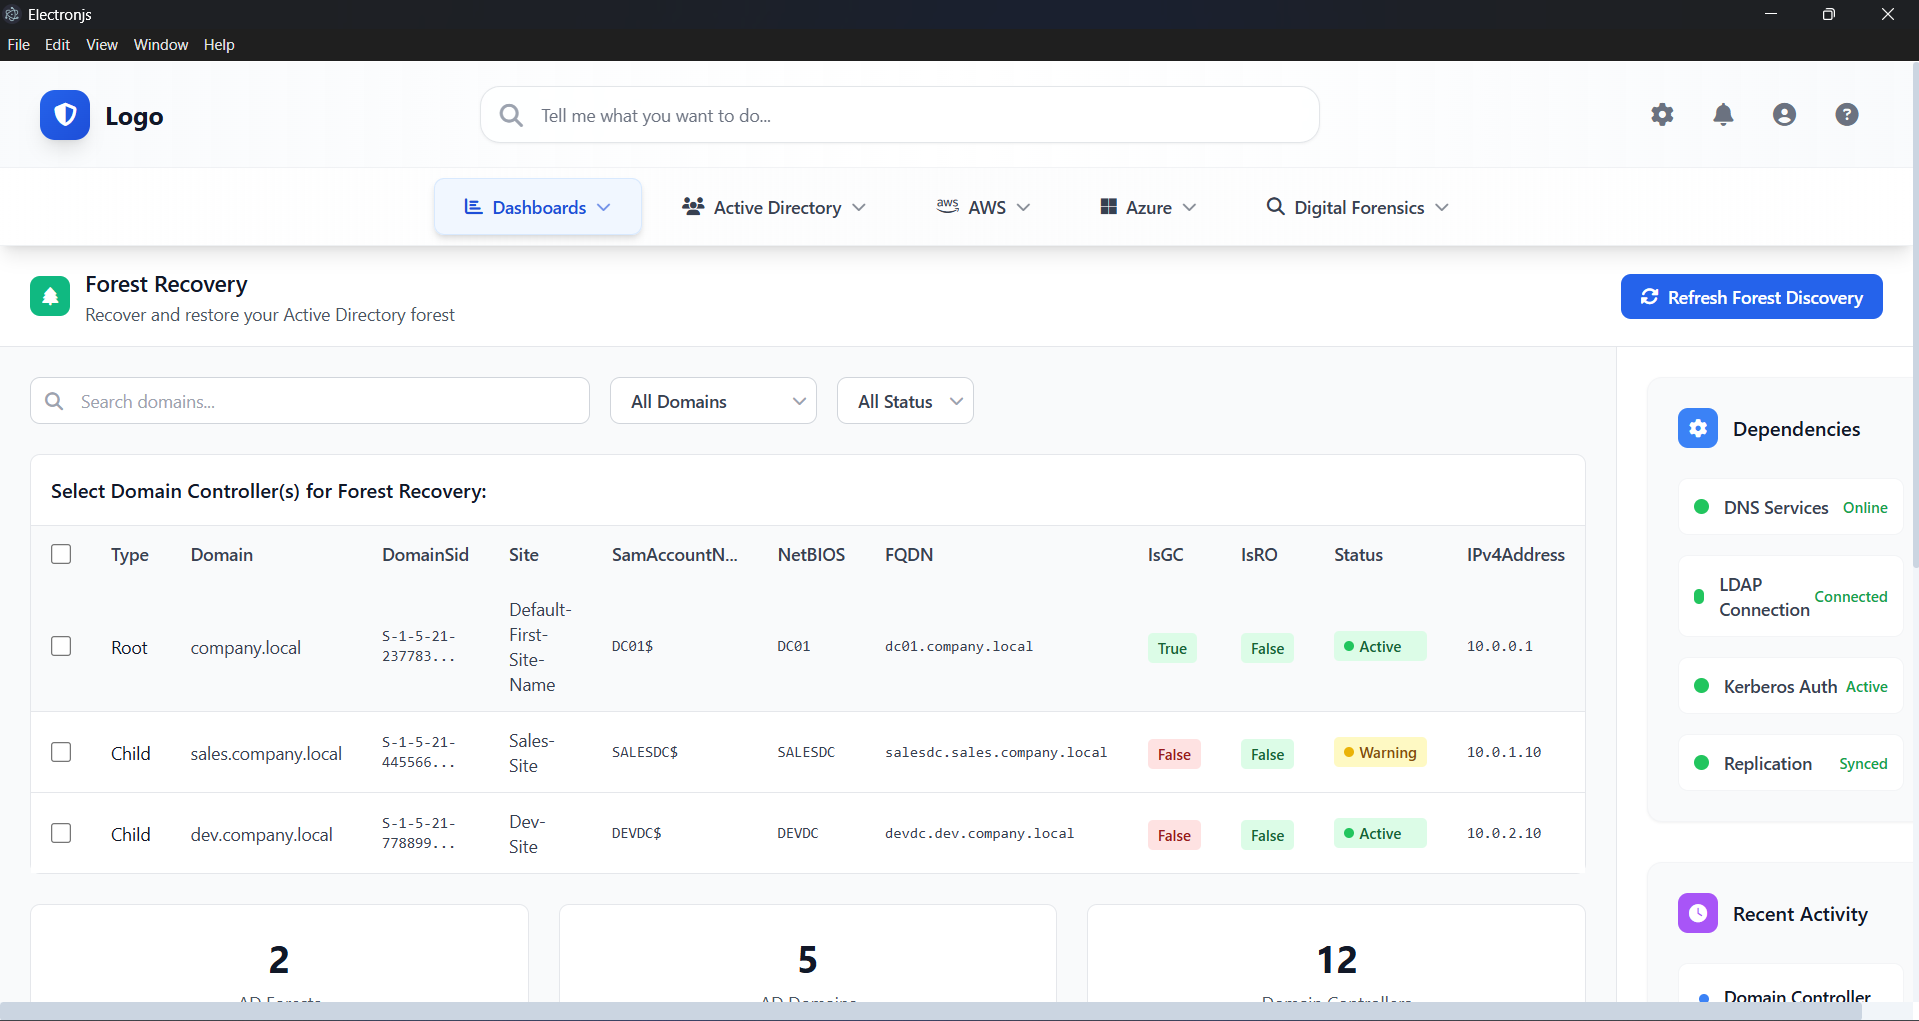 Electronjs
File Edit View Window Help
Logo
Tell me what you want to do...
Dashboards
Active Directory
aws AWS
Azure
Digital Forensics
Forest Recovery
Recover and restore your Active Directory forest
Refresh Forest Discovery
Search domains...
All Domains
All Status
Select Domain Controller(s) for Forest Recovery:
Type Domain DomainSid Site SamAccountN... NetBIOS FQDN IsGC IsRO Status IPv4Address
Root company.local S-1-5-21-237783... Default-First-Site-Name DC01$ DC01 dc01.company.local True False Active 10.0.0.1
Child sales.company.local S-1-5-21-445566... Sales-Site SALESDC$ SALESDC salesdc.sales.company.local False False Warning 10.0.1.10
Child dev.company.local S-1-5-21-778899... Dev-Site DEVDC$ DEVDC devdc.dev.company.local False False Active 10.0.2.10
2
AD Forests
5
AD Domains
12
Domain Controllers
Dependencies
DNS Services Online
LDAP Connection Connected
Kerberos Auth Active
Replication Synced
Recent Activity
Domain Controller